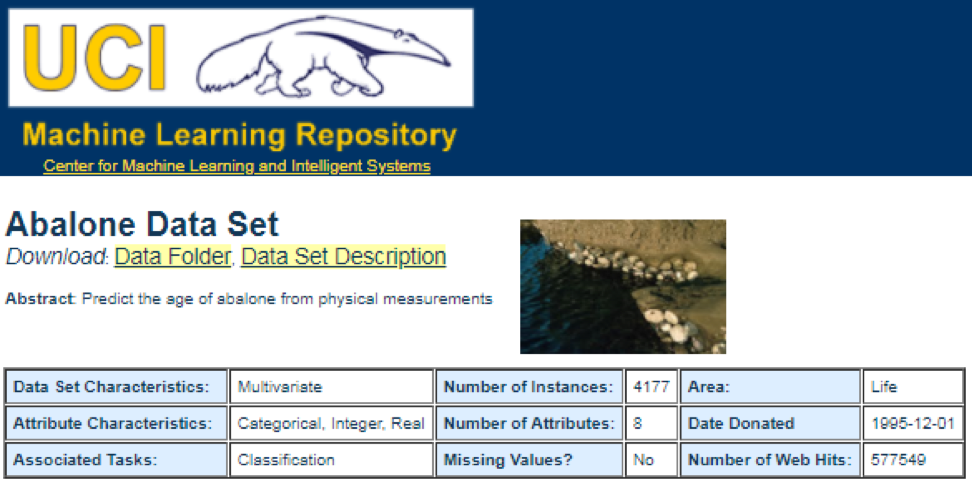 UCI
Machine Learning Repository
Center for Machine Learning and Intelligent Systems
Abalone Data Set
Download: Data Folder, Data Set Description
Abstract: Predict the age of abalone from physical measurements
Data Set Characteristics: Multivariate Number of Instances: 4177 Area: Life
Attribute Characteristics: Categorical, Integer, Real Number of Attributes: 8 Date Donated 1995-12-01
Associated Tasks: Classification Missing Values? No Number of Web Hits: 577549